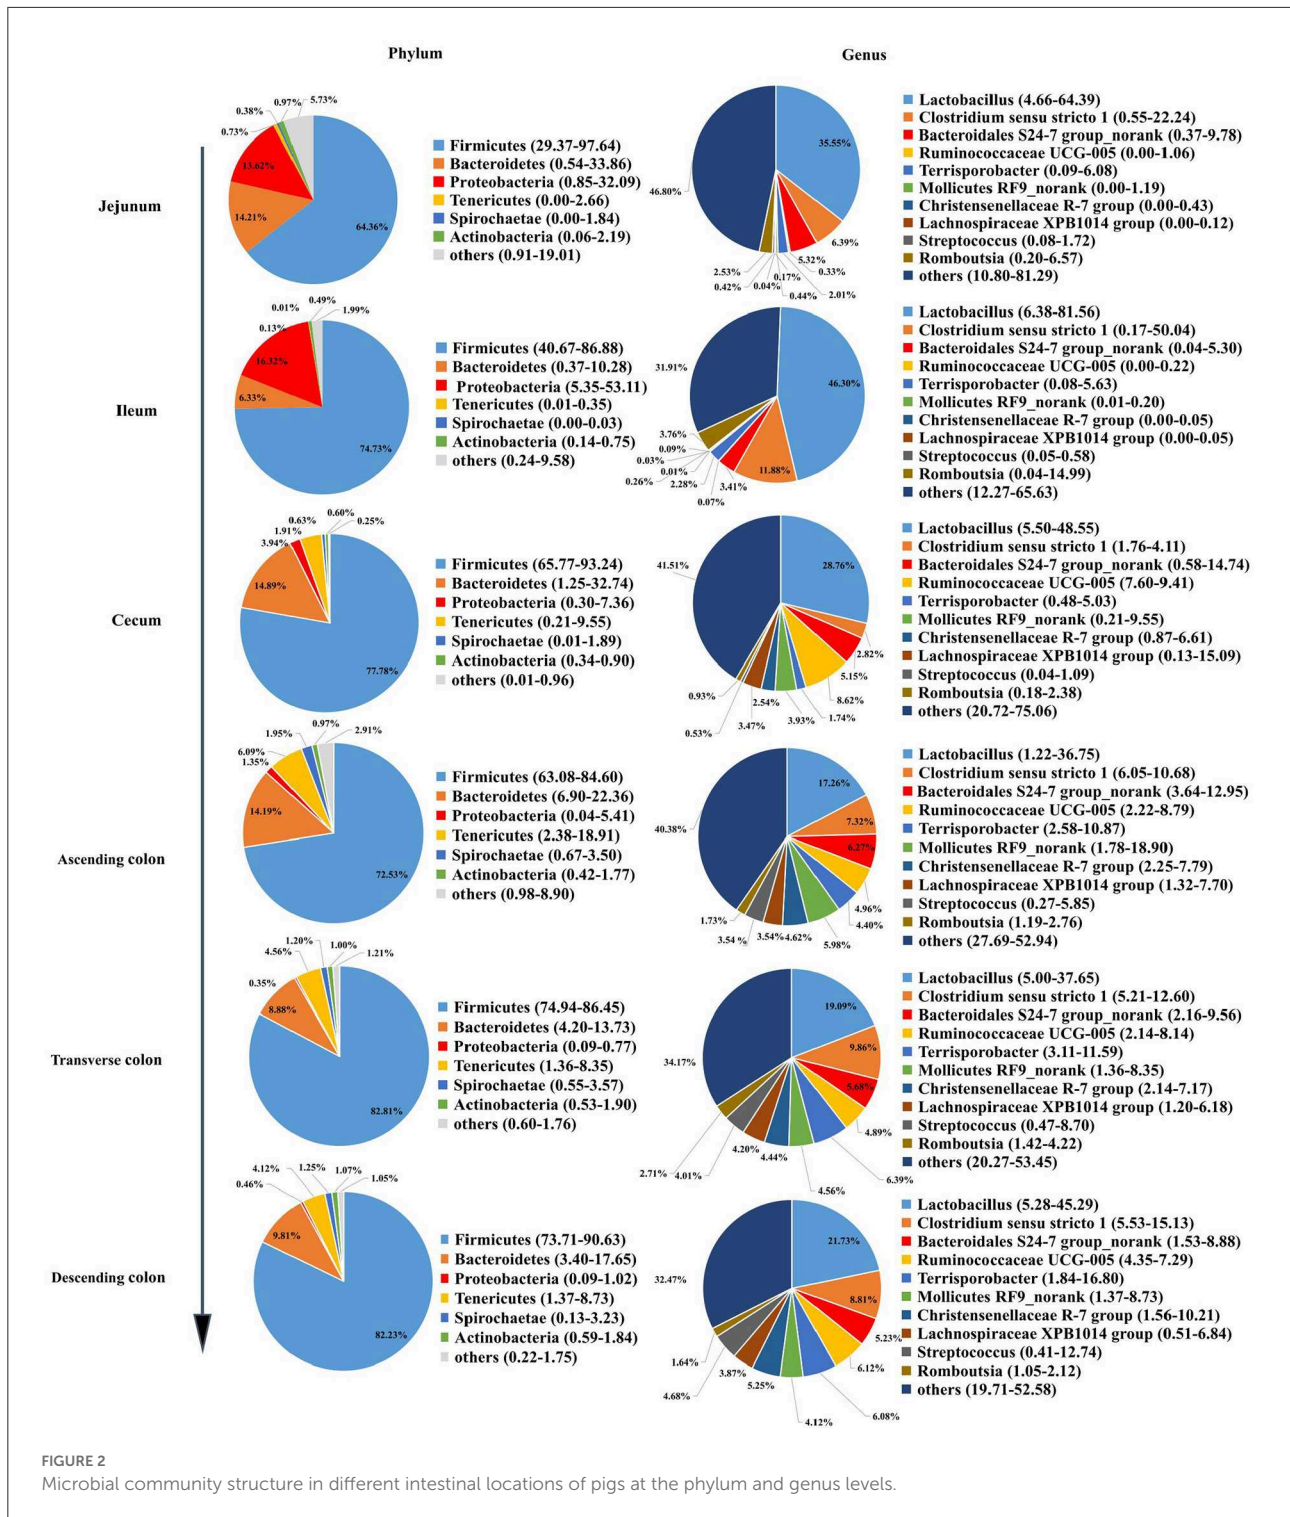 Phylum
Genus
Jejunum
0.73%
0.38%
0.97%
5.73%
13.62%
14.21%
64.36%
Firmicutes (29.37-97.64)
Bacteroidetes (0.54-33.86)
Proteobacteria (0.85-32.09)
Tenericutes (0.00-2.66)
Spirochaetae (0.00-1.84)
Actinobacteria (0.06-2.19)
others (0.91-19.01)
46.80%
35.55%
6.39%
5.32%
0.33%
2.01%
0.44%
0.17%
0.04%
0.42%
2.53%
Lactobacillus (4.66-64.39)
Clostridium sensu stricto 1 (0.55-22.24)
Bacteroidales S24-7 group_norank (0.37-9.78)
Ruminococcaceae UCG-005 (0.00-1.06)
Terrisporobacter (0.09-6.08)
Mollicutes RF9_norank (0.00-1.19)
Christensenellaceae R-7 group (0.00-0.43)
Lachnospiraceae XPB1014 group (0.00-0.12)
Streptococcus (0.08-1.72)
Romboutsia (0.20-6.57)
others (10.80-81.29)
Ileum
0.13%
0.01%
0.49%
1.99%
16.32%
6.33%
74.73%
Firmicutes (40.67-86.88)
Bacteroidetes (0.37-10.28)
Proteobacteria (5.35-53.11)
Tenericutes (0.01-0.35)
Spirochaetae (0.00-0.03)
Actinobacteria (0.14-0.75)
others (0.24-9.58)
31.91%
46.30%
11.88%
3.41%
0.07%
2.28%
0.26%
0.01%
0.03%
0.09%
3.76%
Lactobacillus (6.38-81.56)
Clostridium sensu stricto 1 (0.17-50.04)
Bacteroidales S24-7 group_norank (0.04-5.30)
Ruminococcaceae UCG-005 (0.00-0.22)
Terrisporobacter (0.08-5.63)
Mollicutes RF9_norank (0.01-0.20)
Christensenellaceae R-7 group (0.00-0.05)
Lachnospiraceae XPB1014 group (0.00-0.05)
Streptococcus (0.05-0.58)
Romboutsia (0.04-14.99)
others (12.27-65.63)
Cecum
3.94%
1.91%
0.63%
0.60%
0.25%
14.89%
77.78%
Firmicutes (65.77-93.24)
Bacteroidetes (1.25-32.74)
Proteobacteria (0.30-7.36)
Tenericutes (0.21-9.55)
Spirochaetae (0.01-1.89)
Actinobacteria (0.34-0.90)
others (0.01-0.96)
41.51%
28.76%
2.82%
5.15%
8.62%
1.74%
3.93%
2.54%
3.47%
0.53%
0.93%
Lactobacillus (5.50-48.55)
Clostridium sensu stricto 1 (1.76-4.11)
Bacteroidales S24-7 group_norank (0.58-14.74)
Ruminococcaceae UCG-005 (7.60-9.41)
Terrisporobacter (0.48-5.03)
Mollicutes RF9_norank (0.21-9.55)
Christensenellaceae R-7 group (0.87-6.61)
Lachnospiraceae XPB1014 group (0.13-15.09)
Streptococcus (0.04-1.09)
Romboutsia (0.18-2.38)
others (20.72-75.06)
Ascending colon
1.35%
6.09%
1.95%
0.97%
2.91%
14.19%
72.53%
Firmicutes (63.08-84.60)
Bacteroidetes (6.90-22.36)
Proteobacteria (0.04-5.41)
Tenericutes (2.38-18.91)
Spirochaetae (0.67-3.50)
Actinobacteria (0.42-1.77)
others (0.98-8.90)
40.38%
17.26%
7.32%
6.27%
4.96%
4.40%
5.98%
4.62%
3.54%
3.54 %
1.73%
Lactobacillus (1.22-36.75)
Clostridium sensu stricto 1 (6.05-10.68)
Bacteroidales S24-7 group_norank (3.64-12.95)
Ruminococcaceae UCG-005 (2.22-8.79)
Terrisporobacter (2.58-10.87)
Mollicutes RF9_norank (1.78-18.90)
Christensenellaceae R-7 group (2.25-7.79)
Lachnospiraceae XPB1014 group (1.32-7.70)
Streptococcus (0.27-5.85)
Romboutsia (1.19-2.76)
others (27.69-52.94)
Transverse colon
0.35%
4.56%
1.20%
1.00%
1.21%
8.88%
82.81%
Firmicutes (74.94-86.45)
Bacteroidetes (4.20-13.73)
Proteobacteria (0.09-0.77)
Tenericutes (1.36-8.35)
Spirochaetae (0.55-3.57)
Actinobacteria (0.53-1.90)
others (0.60-1.76)
34.17%
19.09%
9.86%
5.68%
4.89%
6.39%
4.56%
4.44%
4.20%
4.01%
2.71%
Lactobacillus (5.00-37.65)
Clostridium sensu stricto 1 (5.21-12.60)
Bacteroidales S24-7 group_norank (2.16-9.56)
Ruminococcaceae UCG-005 (2.14-8.14)
Terrisporobacter (3.11-11.59)
Mollicutes RF9_norank (1.36-8.35)
Christensenellaceae R-7 group (2.14-7.17)
Lachnospiraceae XPB1014 group (1.20-6.18)
Streptococcus (0.47-8.70)
Romboutsia (1.42-4.22)
others (20.27-53.45)
Descending colon
0.46%
4.12%
1.25%
1.07%
1.05%
9.81%
82.23%
Firmicutes (73.71-90.63)
Bacteroidetes (3.40-17.65)
Proteobacteria (0.09-1.02)
Tenericutes (1.37-8.73)
Spirochaetae (0.13-3.23)
Actinobacteria (0.59-1.84)
others (0.22-1.75)
32.47%
21.73%
8.81%
5.23%
6.12%
6.08%
4.12%
5.25%
3.87%
4.68%
1.64%
Lactobacillus (5.28-45.29)
Clostridium sensu stricto 1 (5.53-15.13)
Bacteroidales S24-7 group_norank (1.53-8.88)
Ruminococcaceae UCG-005 (4.35-7.29)
Terrisporobacter (1.84-16.80)
Mollicutes RF9_norank (1.37-8.73)
Christensenellaceae R-7 group (1.56-10.21)
Lachnospiraceae XPB1014 group (0.51-6.84)
Streptococcus (0.41-12.74)
Romboutsia (1.05-2.12)
others (19.71-52.58)
FIGURE 2
Microbial community structure in different intestinal locations of pigs at the phylum and genus levels.